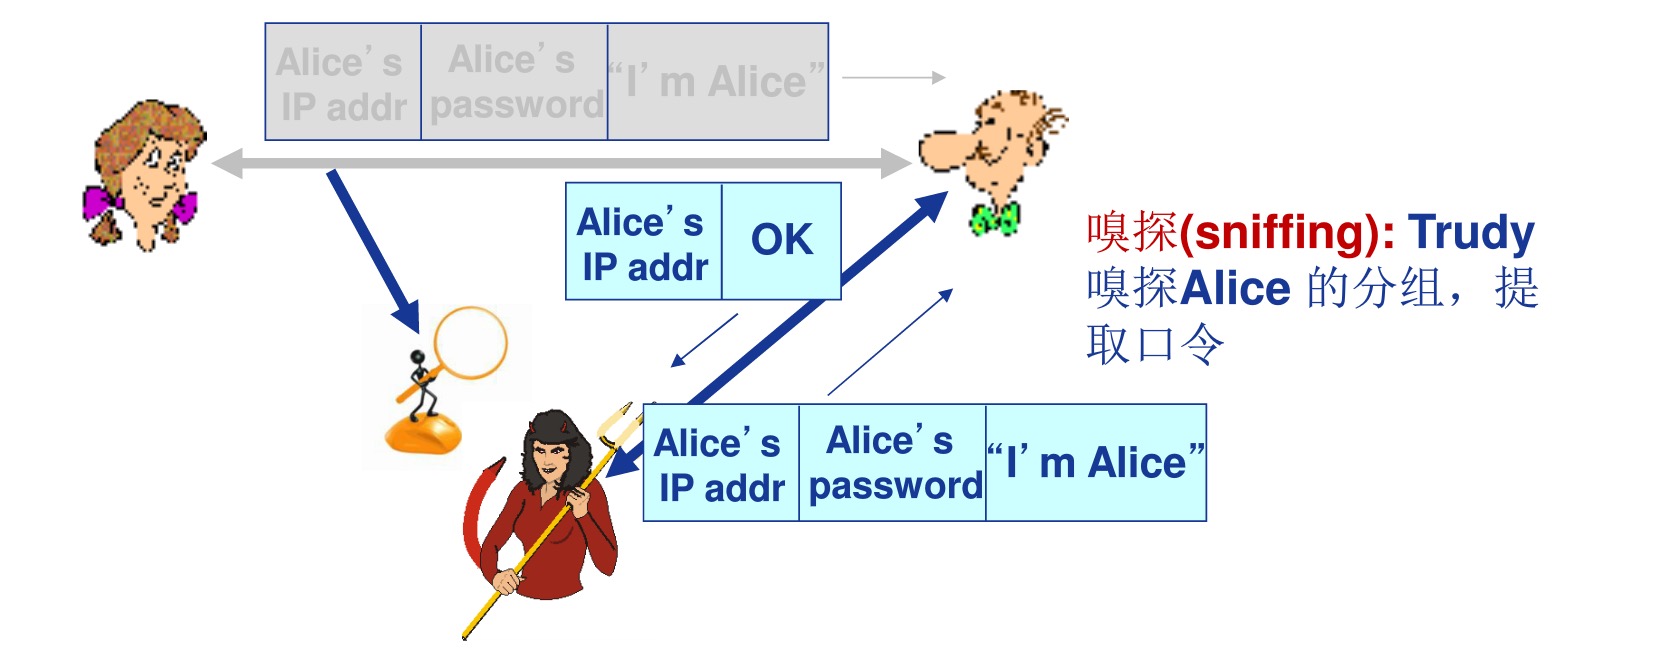 Alice’s
IP addr
Alice’s
password
“I’m Alice”
Alice’s
IP addr
OK
嗅探(sniffing): Trudy
嗅探Alice 的分组，提
取口令
Alice’s
IP addr
Alice’s
password
“I’m Alice”